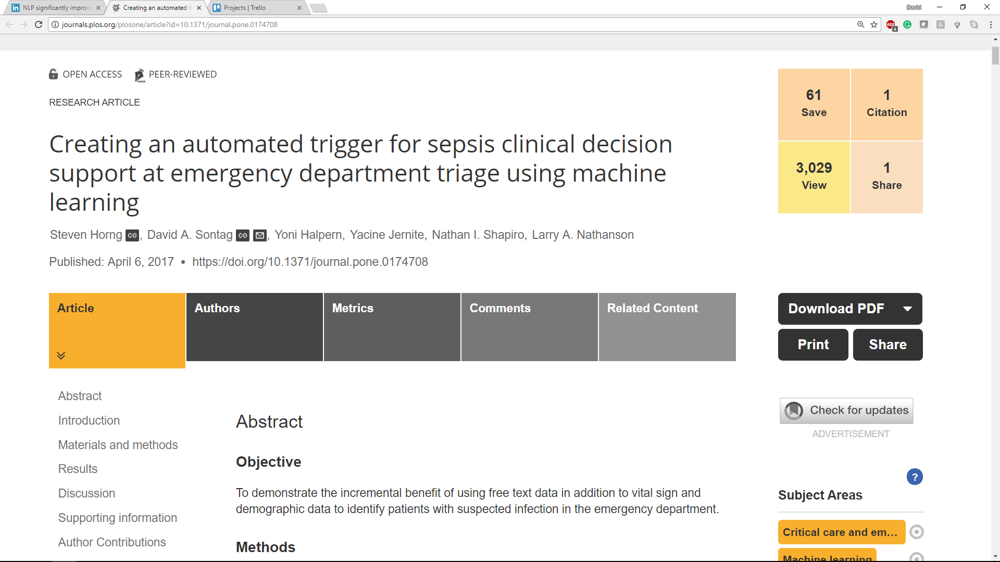 NLP significantly improve
Creating an automated t
Projects | Trello
David
journals.plos.org/plosone/article?id=10.1371/journal.pone.0174708
ABP
4
OPEN ACCESS
PEER-REVIEWED
RESEARCH ARTICLE
Creating an automated trigger for sepsis clinical decision
support at emergency department triage using machine
learning
Steven Horng co, David A. Sontag co, Yoni Halpern, Yacine Jernite, Nathan I. Shapiro, Larry A. Nathanson
Published: April 6, 2017 • https://doi.org/10.1371/journal.pone.0174708
61
Save
1
Citation
3,029
View
1
Share
Article
Authors
Metrics
Comments
Related Content
Download PDF
Print
Share
Abstract
Introduction
Materials and methods
Results
Discussion
Supporting information
Author Contributions
Abstract
Objective
To demonstrate the incremental benefit of using free text data in addition to vital sign and
demographic data to identify patients with suspected infection in the emergency department.
Methods
Check for updates
ADVERTISEMENT
?
Subject Areas
Critical care and em...
Machine learning